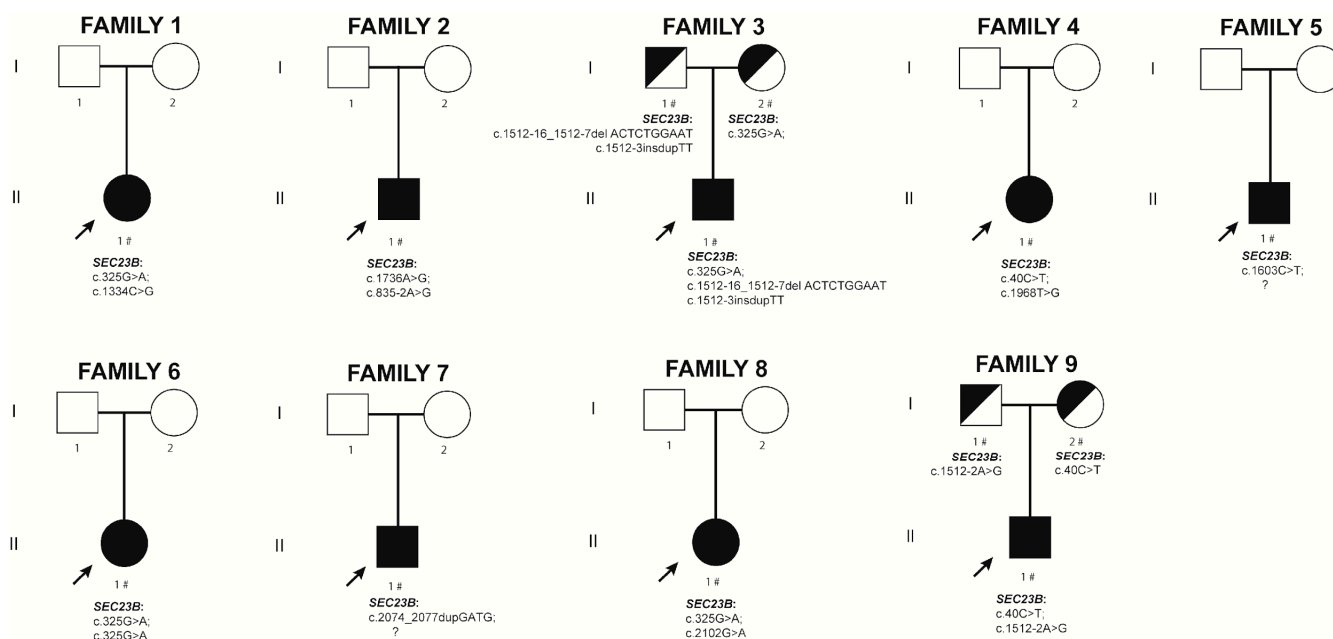 FAMILY 1
I
1
2
II
1 #
SEC23B:
c.325G>A;
c.1334C>G
FAMILY 2
I
1
2
II
1 #
SEC23B:
c.1736A>G;
c.835-2A>G
FAMILY 3
I
1 #
SEC23B:
c.1512-16_1512-7del ACTCTGGAAT
c.1512-3insdupTT
2 #
SEC23B:
c.325G>A;
II
1 #
SEC23B:
c.325G>A;
c.1512-16_1512-7del ACTCTGGAAT
c.1512-3insdupTT
FAMILY 4
I
1
2
II
1 #
SEC23B:
c.40C>T;
c.1968T>G
FAMILY 5
I
1
2
II
1 #
SEC23B:
c.1603C>T;
?
FAMILY 6
I
1
2
II
1 #
SEC23B:
c.325G>A;
c.325G>A
FAMILY 7
I
1
2
II
1 #
SEC23B:
c.2074_2077dupGATG;
?
FAMILY 8
I
1
2
II
1 #
SEC23B:
c.325G>A;
c.2102G>A
FAMILY 9
I
1 #
SEC23B:
c.1512-2A>G
2 #
SEC23B:
c.40C>T
II
1 #
SEC23B:
c.40C>T;
c.1512-2A>G